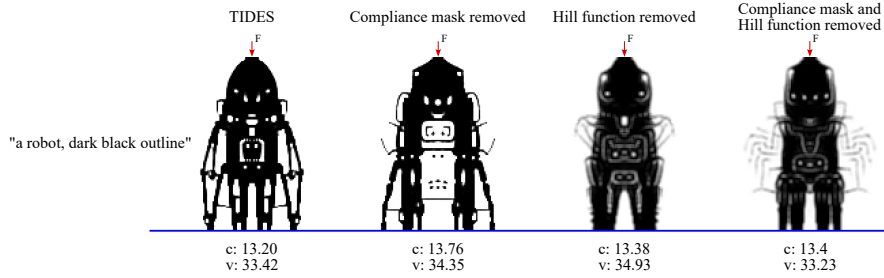 TIDES
Compliance mask removed
Hill function removed
Compliance mask and
Hill function removed
F
F
F
F
"a robot, dark black outline"
c: 13.20
v: 33.42
c: 13.76
v: 34.35
c: 13.38
v: 34.93
c: 13.4
v: 33.23